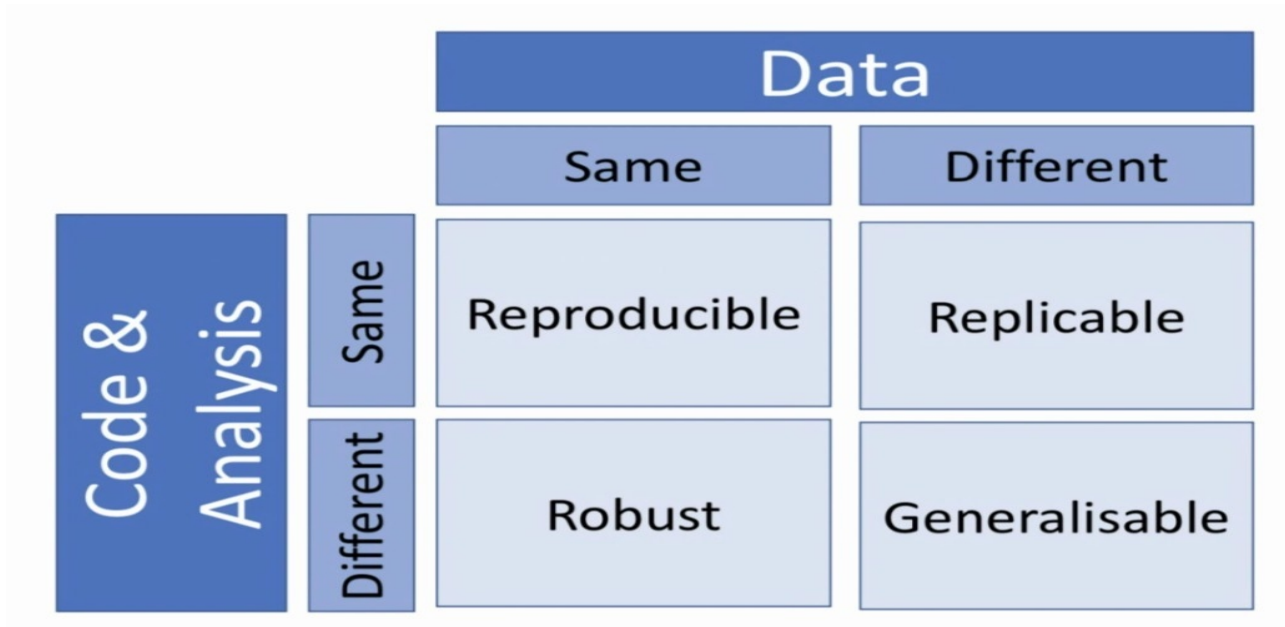 Data
Same
Different
Code &
Analysis
Same
Reproducible
Replicable
Different
Robust
Generalisable